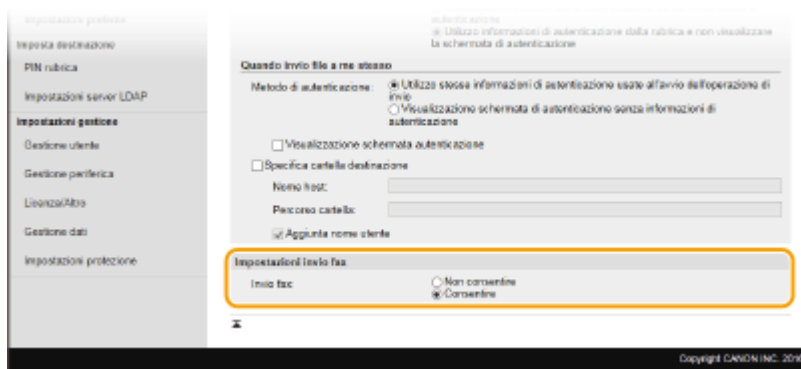 Impostazioni preferite
autenticazione
Utilizzo informazioni di autenticazione dalla rubrica e non visualizzare
la schermata di autenticazione
Imposta destinazione
PIN rubrica
Impostazioni server LDAP
Impostazioni gestione
Gestione utente
Gestione periferica
Licenza/Altro
Gestione dati
Impostazioni protezione
Quando invio file a me stesso
Metodo di autenticazione:
Utilizzo stesse informazioni di autenticazione usate all'avvio dell'operazione di
invio
Visualizzazione schermata di autenticazione senza informazioni di
autenticazione
Visualizzazione schermata autenticazione
Specifica cartella destinazione
Nome host:
Percorso cartella:
Aggiunta nome utente
Impostazioni invio fax
Invio fax:
Non consentire
Consentire
Copyright CANON INC. 201